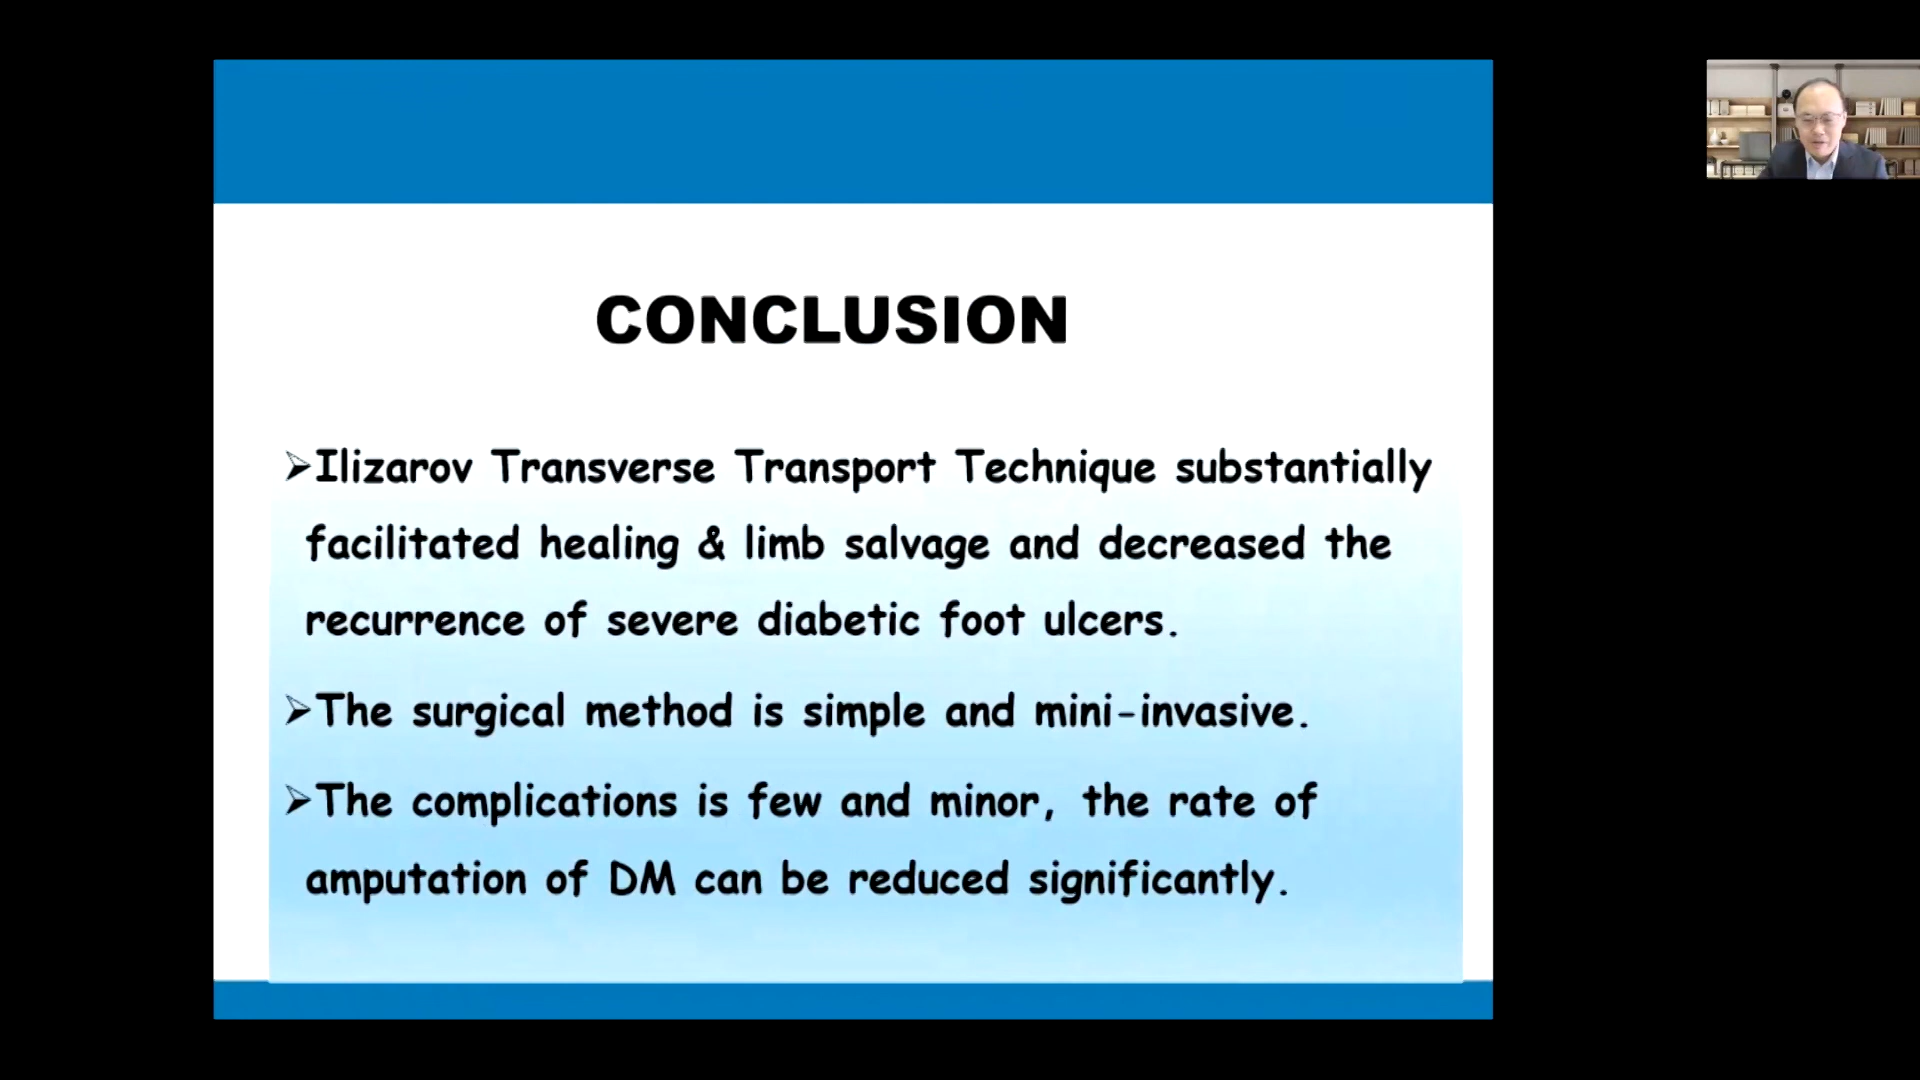 CONCLUSION
➢Ilizarov Transverse Transport Technique substantially
facilitated healing & limb salvage and decreased the
recurrence of severe diabetic foot ulcers.
➢The surgical method is simple and mini-invasive.
➢The complications is few and minor, the rate of
amputation of DM can be reduced significantly.